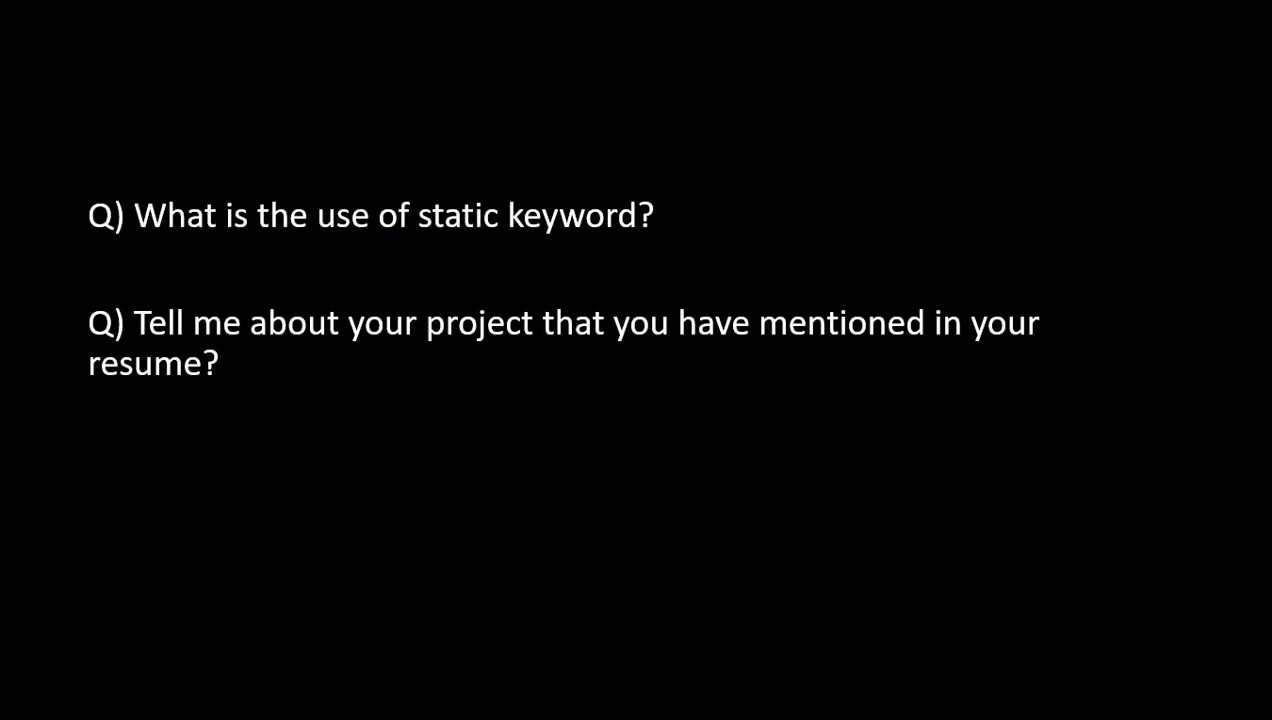 Q) What is the use of static keyword?
Q) Tell me about your project that you have mentioned in your
resume?